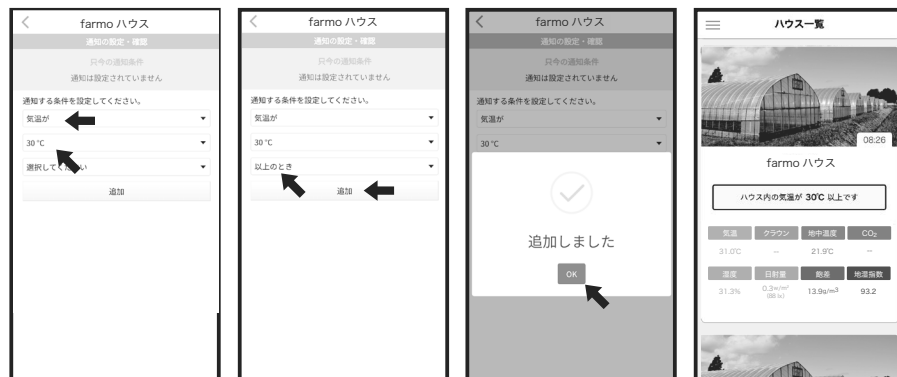 farmo ハウス
通知の設定・確認
只今の通知条件
通知は設定されていません
通知する条件を設定してください。
気温が
30 ℃
選択してください
追加
farmo ハウス
通知の設定・確認
只今の通知条件
通知は設定されていません
通知する条件を設定してください。
気温が
30 ℃
以上のとき
追加
farmo ハウス
通知の設定・確認
只今の通知条件
通知は設定されていません
通知する条件を設定してください。
気温が
30 ℃
追加しました
OK
ハウス一覧
08:26
farmo ハウス
ハウス内の気温が 30℃ 以上です
気温 クラウン 地中温度 CO₂
31.0℃ -- 21.9℃ --
湿度 日射量 飽差 地湿指数
31.3% 0.3w/m² 13.9g/m³ 93.2